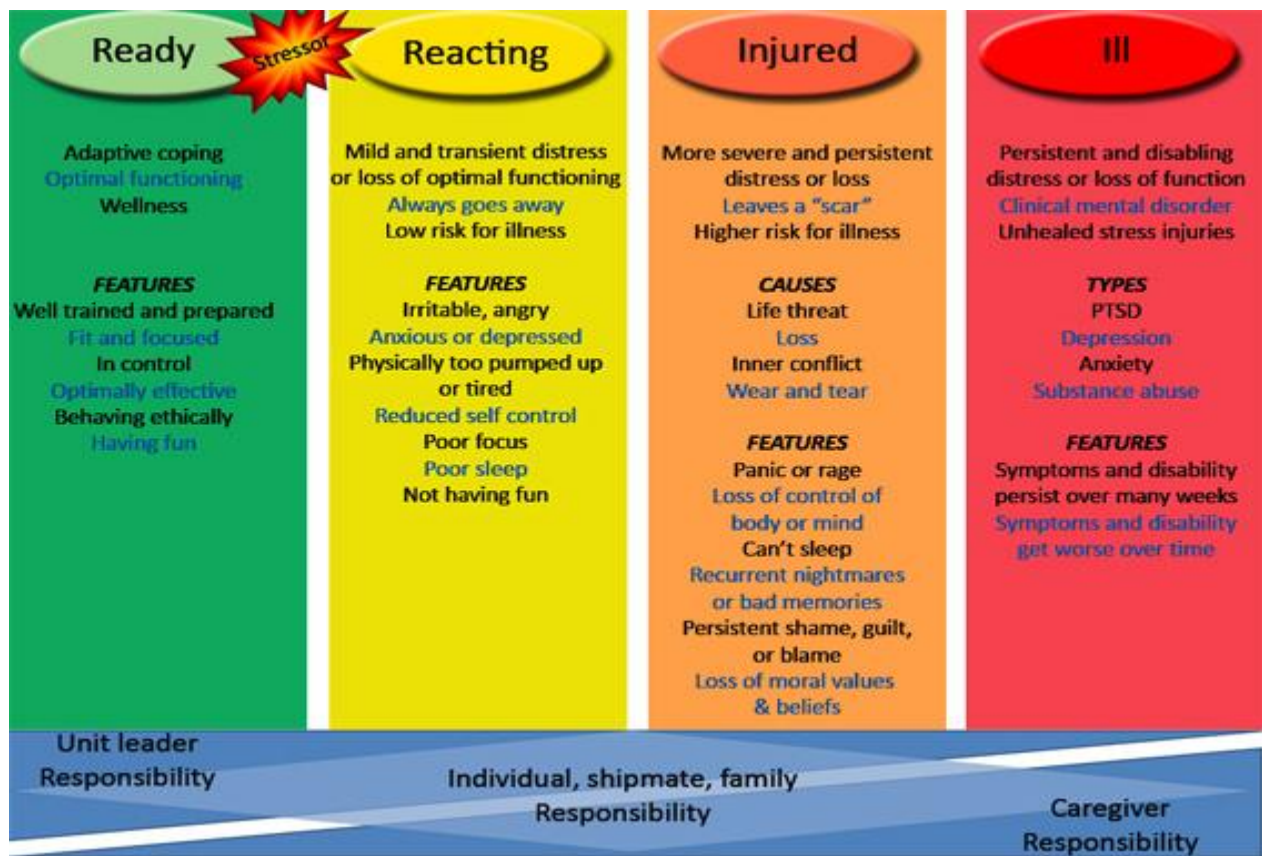 Ready
Stressor
Reacting
Injured
Ill
Adaptive coping
Optimal functioning
Wellness
FEATURES
Well trained and prepared
Fit and focused
In control
Optimally effective
Behaving ethically
Having fun
Mild and transient distress
or loss of optimal functioning
Always goes away
Low risk for illness
FEATURES
Irritable, angry
Anxious or depressed
Physically too pumped up
or tired
Reduced self control
Poor focus
Poor sleep
Not having fun
More severe and persistent
distress or loss
Leaves a “scar”
Higher risk for illness
CAUSES
Life threat
Loss
Inner conflict
Wear and tear
FEATURES
Panic or rage
Loss of control of
body or mind
Can’t sleep
Recurrent nightmares
or bad memories
Persistent shame, guilt,
or blame
Loss of moral values
& beliefs
Persistent and disabling
distress or loss of function
Clinical mental disorder
Unhealed stress injuries
TYPES
PTSD
Depression
Anxiety
Substance abuse
FEATURES
Symptoms and disability
persist over many weeks
Symptoms and disability
get worse over time
Unit leader
Responsibility
Individual, shipmate, family
Responsibility
Caregiver
Responsibility